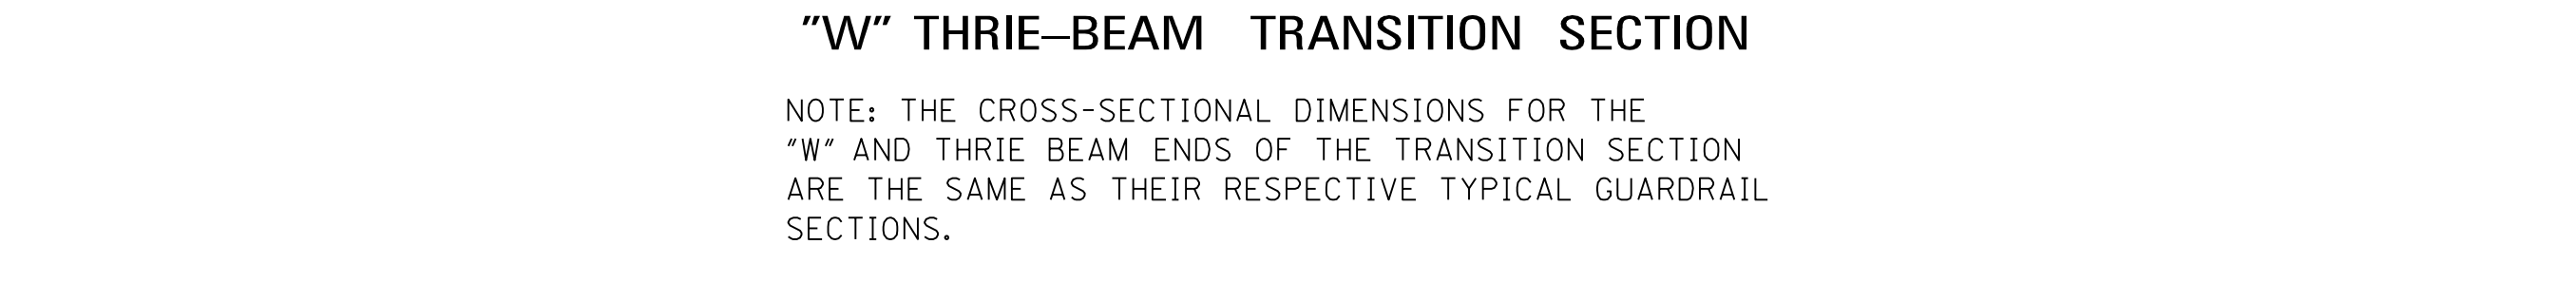 "W" THRIE—BEAM TRANSITION SECTION
NOTE: THE CROSS-SECTIONAL DIMENSIONS FOR THE
"W" AND THRIE BEAM ENDS OF THE TRANSITION SECTION
ARE THE SAME AS THEIR RESPECTIVE TYPICAL GUARDRAIL
SECTIONS.